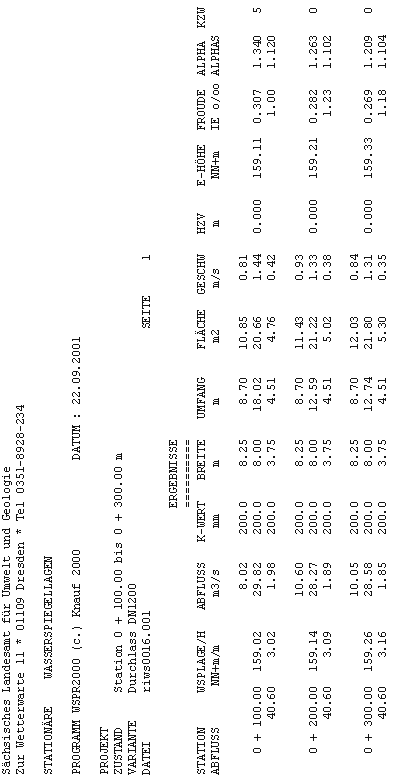 Sächsisches Landesamt für Umwelt und Geologie
Zur Wetterwarte 11 * 01109 Dresden * Tel 0351-8928-234
STATIONÄRE WASSERSPIEGELLAGEN
PROGRAMM WSPR2000 (c.) Knauf 2000 DATUM : 22.09.2001
PROJEKT
ZUSTAND Station 0 + 100.00 bis 0 + 300.00 m
VARIANTE Durchlass DN1200
DATEI riws0016.001 SEITE 1
ERGEBNISSE
==========
STATION WSPLAGE/H ABFLUSS K-WERT BREITE UMFANG FLÄCHE GESCHW HZV E-HÖHE FROUDE ALPHA KZW
ABFLUSS NN+m/m m3/s mm m m m2 m/s m NN+m IE o/oo ALPHAS
8.02 200.0 8.25 8.70 10.85 0.81
0 + 100.00 159.02 29.82 200.0 8.00 18.02 20.66 1.44 0.000 159.11 0.307 1.340 5
40.60 3.02 1.98 200.0 3.75 4.51 4.76 0.42 1.00 1.120
10.60 200.0 8.25 8.70 11.43 0.93
0 + 200.00 159.14 28.27 200.0 8.00 12.59 21.22 1.33 0.000 159.21 0.282 1.263 0
40.60 3.09 1.89 200.0 3.75 4.51 5.02 0.38 1.23 1.102
10.05 200.0 8.25 8.70 12.03 0.84
0 + 300.00 159.26 28.58 200.0 8.00 12.74 21.80 1.31 0.000 159.33 0.269 1.209 0
40.60 3.16 1.85 200.0 3.75 4.51 5.30 0.35 1.18 1.104